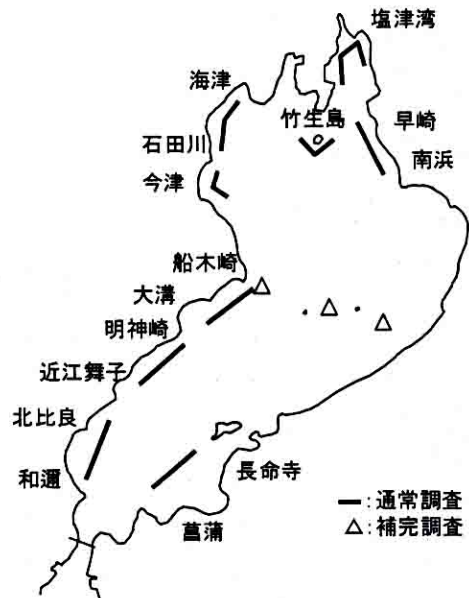 塩津湾
海津
竹生島
早崎
石田川
南浜
今津
船木崎
大溝
明神崎
近江舞子
北比良
長命寺
和邇
菖蒲
━:通常調査
△:補完調査